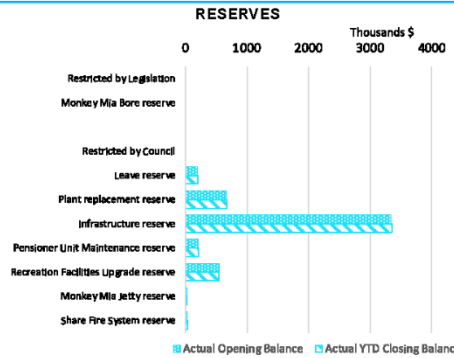 RESERVES
Thousands $
0 1000 2000 3000 4000
Restricted by Legislation
Monkey Mia Bore reserve
Restricted by Council
Leave reserve
Plant replacement reserve
Infrastructure reserve
Pensioner Unit Maintenance reserve
Recreation Facilities Upgrade reserve
Monkey Mia Jetty reserve
Share Fire System reserve
Actual Opening Balance Actual YTD Closing Balanc